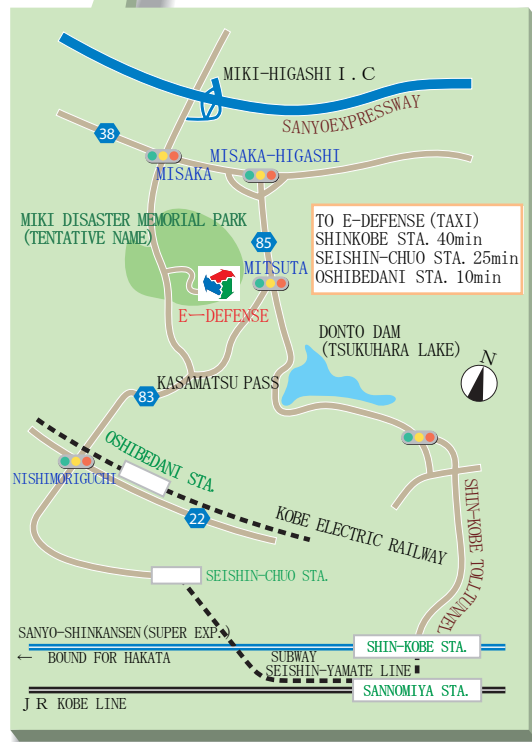 MIKI-HIGASHI I.C
SANYOEXPRESSWAY
38
MISAKA-HIGASHI
MISAKA
MIKI DISASTER MEMORIAL PARK
(TENTATIVE NAME)
85
MITSUTA
TO E-DEFENSE(TAXI)
SHINKOBE STA. 40min
SEISHIN-CHUO STA. 25min
OSHIBEDANI STA. 10min
E-DEFENSE
DONTO DAM
(TSUKUHARA LAKE)
N
KASAMATSU PASS
83
OSHIBEDANI STA.
NISHIMORIGUCHI
22
KOBE ELECTRIC RAILWAY
SHIN-KOBE TOLLTUNNEL
SEISHIN-CHUO STA.
SANYO-SHINKANSEN(SUPER EXP.)
← BOUND FOR HAKATA
SUBWAY
SEISHIN-YAMATE LINE
SHIN-KOBE STA.
SANNOMIYA STA.
JR KOBE LINE